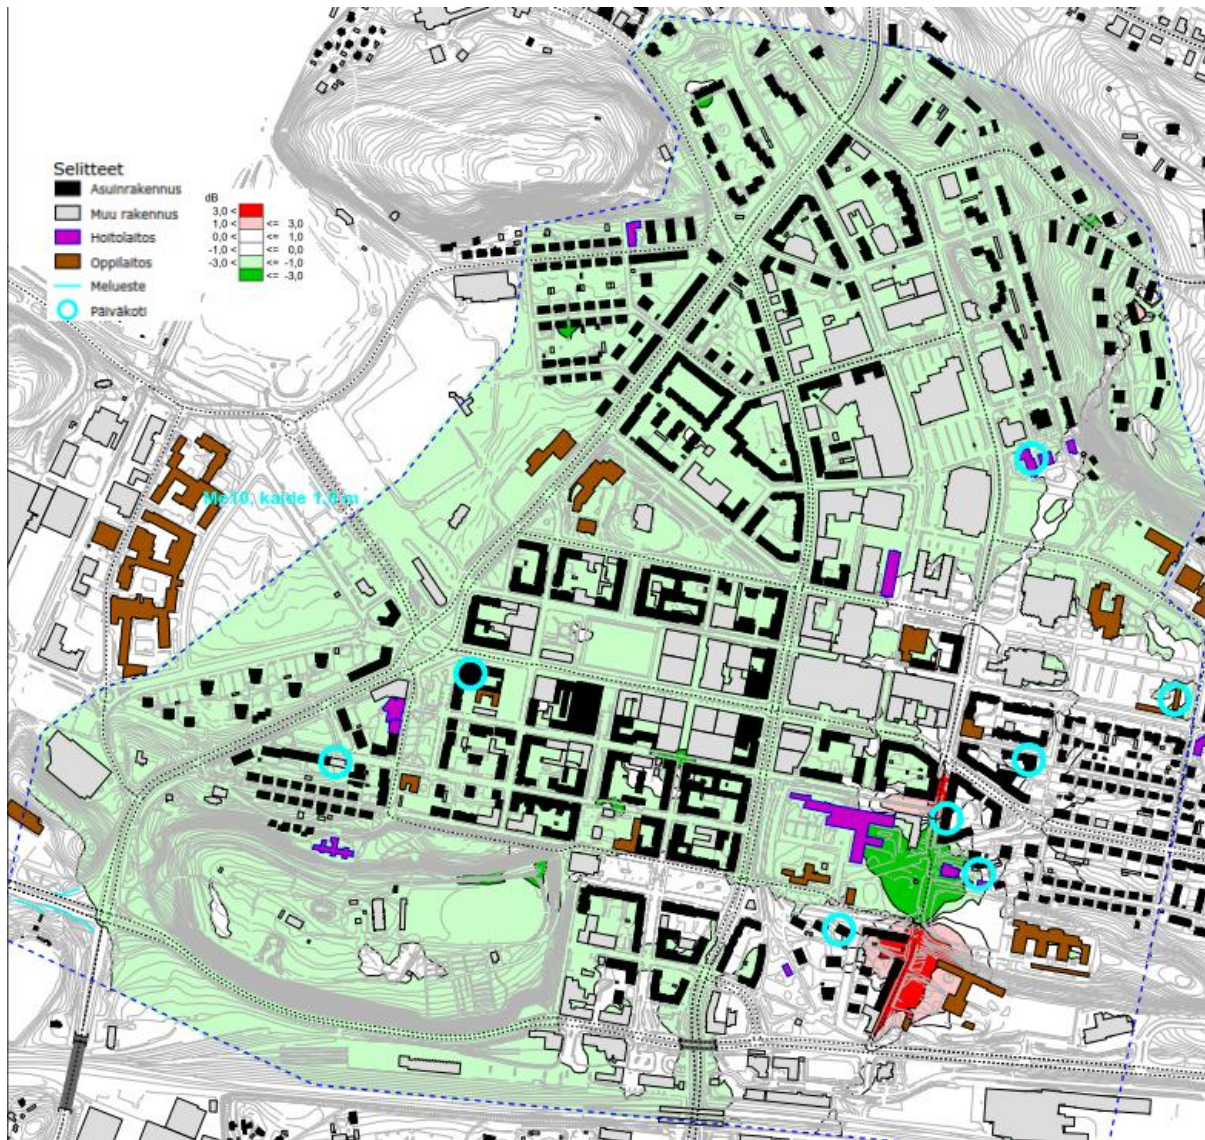 Selitteet
Asuinrakennus
Muu rakennus
Hoitolaitos
Oppilaitos
Melueste
Päiväkoti
dB
3,0 <
1,0 < <= 3,0
0,0 < <= 1,0
-1,0 < <= 0,0
-3,0 < <= -1,0
<= -3,0
Me10, kaide 1,0 m